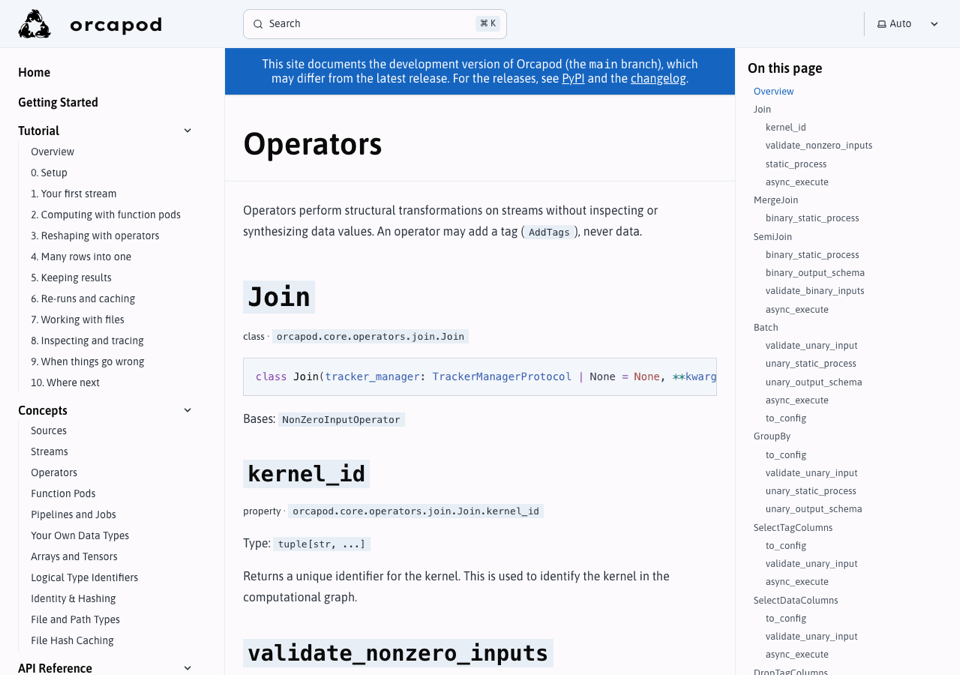 orcapod
Search
⌘ K
Auto
Home
Getting Started
Tutorial
Overview
0. Setup
1. Your first stream
2. Computing with function pods
3. Reshaping with operators
4. Many rows into one
5. Keeping results
6. Re-runs and caching
7. Working with files
8. Inspecting and tracing
9. When things go wrong
10. Where next
Concepts
Sources
Streams
Operators
Function Pods
Pipelines and Jobs
Your Own Data Types
Arrays and Tensors
Logical Type Identifiers
Identity & Hashing
File and Path Types
File Hash Caching
API Reference
This site documents the development version of Orcapod (the main branch), which
may differ from the latest release. For the releases, see PyPI and the changelog.
Operators
Operators perform structural transformations on streams without inspecting or
synthesizing data values. An operator may add a tag ( AddTags ), never data.
Join
class · orcapod.core.operators.join.Join
class Join(tracker_manager: TrackerManagerProtocol | None = None, **kwarg
Bases: NonZeroInputOperator
kernel_id
property · orcapod.core.operators.join.Join.kernel_id
Type: tuple[str, ...]
Returns a unique identifier for the kernel. This is used to identify the kernel in the
computational graph.
validate_nonzero_inputs
On this page
Overview
Join
kernel_id
validate_nonzero_inputs
static_process
async_execute
MergeJoin
binary_static_process
SemiJoin
binary_static_process
binary_output_schema
validate_binary_inputs
async_execute
Batch
validate_unary_input
unary_static_process
unary_output_schema
async_execute
to_config
GroupBy
to_config
validate_unary_input
unary_static_process
unary_output_schema
SelectTagColumns
to_config
validate_unary_input
async_execute
SelectDataColumns
to_config
validate_unary_input
async_execute
DropTagColumns